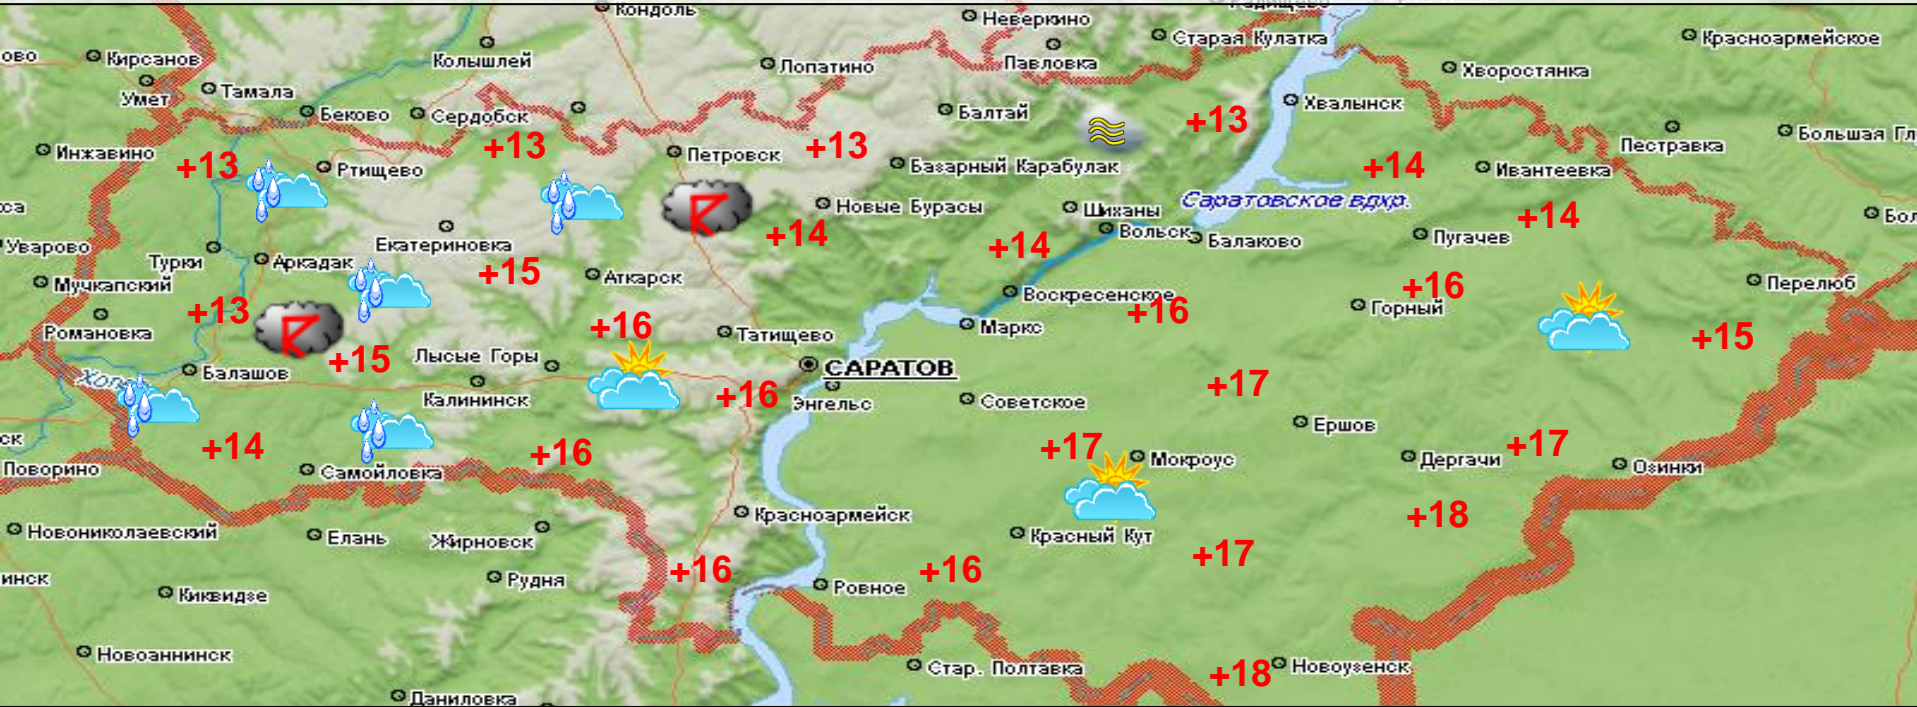 Кондоль
Неверкино
Старая Кулатка
Красноармейское
ово
Кирсанов
Колышлей
Лопатино
Павловка
Хворостянка
Умет
Тамала
Беково
Сердобск
Балтай
Хвалынск
+13
Большая Гл
Инжавино
+13
+13
Петровск
+13
Пестравка
+14
Ртищево
Базарный Карабулак
Ивантеевка
са
Новые Бурасы
Шиханы
Саратовское вдхр.
+14
Бол
Уварово
Турки
Екатериновка
+14
+14
Вольск
Балаково
Пугачев
Аркадак
+15
Аткарск
Мучкапский
Воскресенское
+16
+16
Горный
Перелюб
Романовка
+13
+16
Татищево
Маркс
+15
+15
Лысые Горы
САРАТОВ
Балашов
Калининск
+16
Энгельс
Советское
+17
ск
+14
+16
+17
Ершов
+17
Поворино
Самойловка
Мокроус
Дергачи
Озинки
Новониколаевский
Елань
Жирновск
Красноармейск
Красный Кут
+18
инск
Киквидзе
Рудня
+16
Ровное
+16
+17
Новоаннинск
Стар. Полтавка
+18
Новоузенск
Даниловка